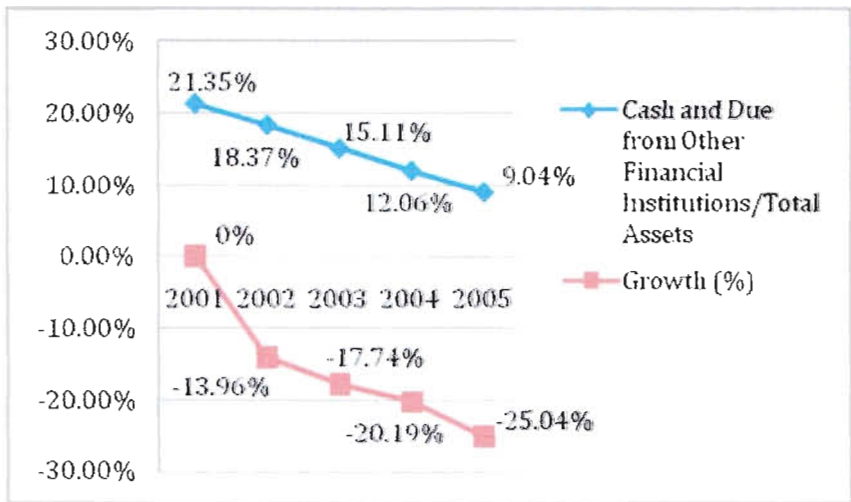 30.00%
20.00%
10.00%
0.00%
-10.00%
-20.00%
-30.00%
21.35%
18.37%
15.11%
12.06%
9.04%
0%
2001 2002 2003 2004 2005
-13.96%
-17.74%
-20.19%
-25.04%
Cash and Due
from Other
Financial
Institutions/Total
Assets
Growth (%)